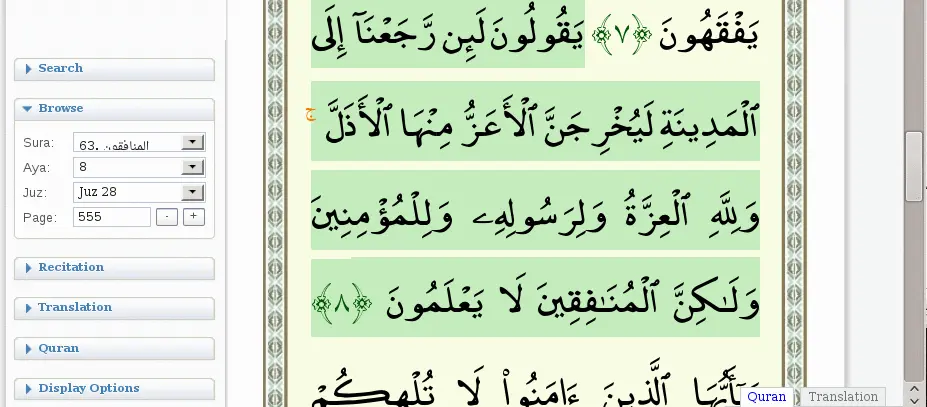 Search
Browse
Sura: 63. المنافقون
Aya: 8
Juz: Juz 28
Page: 555 - +
Recitation
Translation
Quran
Display Options
يَفْقَهُونَ ﴿٧﴾ يَقُولُونَ لَئِن رَّجَعْنَآ إِلَى
ٱلْمَدِينَةِ لَيُخْرِجَنَّ ٱلْأَعَزُّ مِنْهَا ٱلْأَذَلَّ ۚ
وَلِلَّهِ ٱلْعِزَّةُ وَلِرَسُولِهِۦ وَلِلْمُؤْمِنِينَ
وَلَـٰكِنَّ ٱلْمُنَـٰفِقِينَ لَا يَعْلَمُونَ ﴿٨﴾
يَـٰٓأَيُّهَا ٱلَّذِينَ ءَامَنُوا۟ لَا تُلْهِكُمْ
Quran Translation